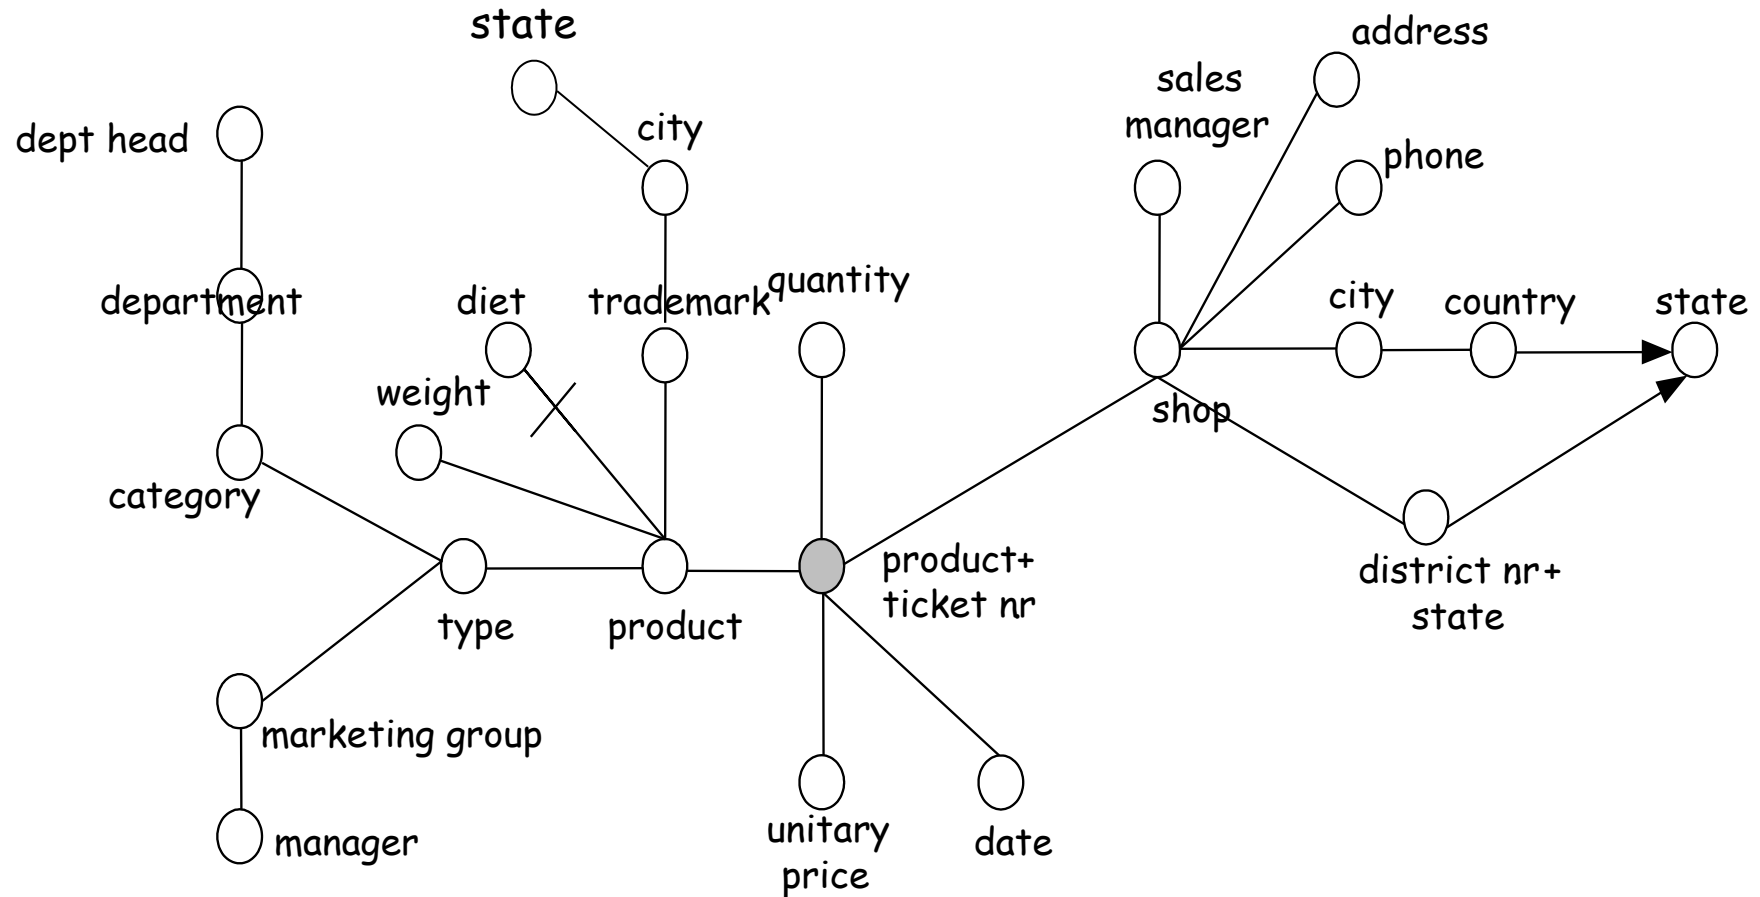 state
address
sales
manager
city
dept head
phone
quantity
diet
trademark
department
city
country
state
weight
shop
category
product+
ticket nr
district nr+
state
type
product
marketing group
unitary
price
manager
date